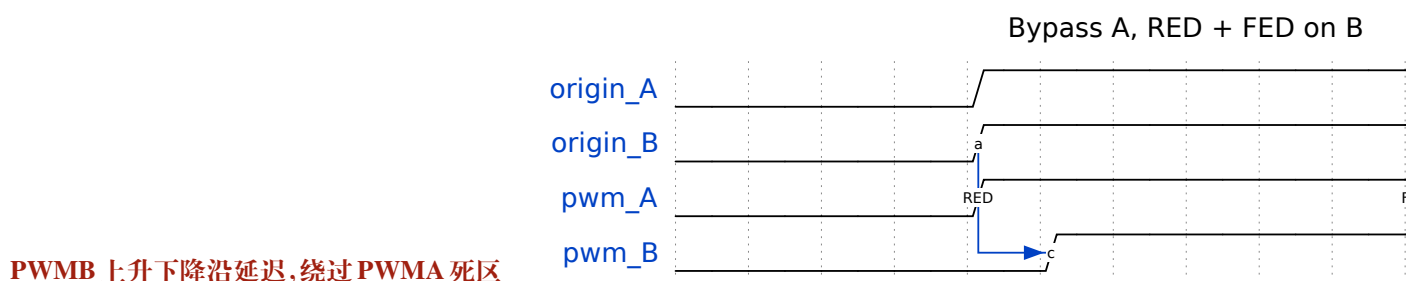 Bypass A, RED + FED on B
origin_A
origin_B
a
pwm_A
RED
pwm_B
c
PWMB 上升下降沿延迟,绕过 PWMA 死区